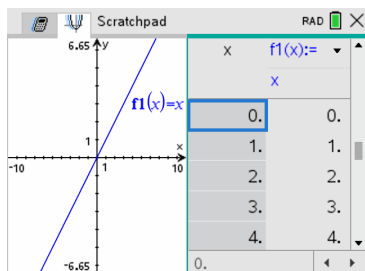 Scratchpad RAD
6.65 y
f1(x)=x
1
x
-10 1 10
-6.65
x f1(x):=
x
0. 0.
1. 1.
2. 2.
3. 3.
4. 4.
0.